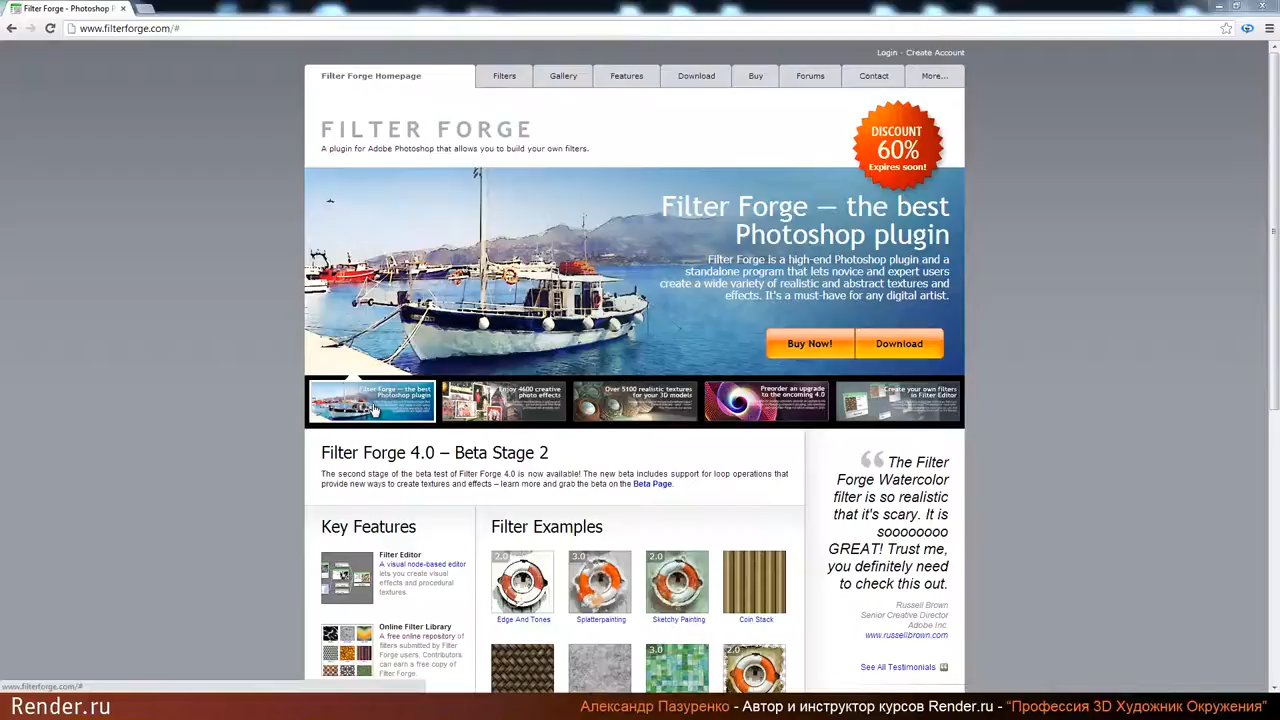 Filter Forge - Photoshop P
www.filterforge.com/#
Login - Create Account
Filter Forge Homepage
Filters
Gallery
Features
Download
Buy
Forums
Contact
More...
FILTER FORGE
A plugin for Adobe Photoshop that allows you to build your own filters.
DISCOUNT
60%
Expires soon!
Filter Forge — the best
Photoshop plugin
Filter Forge is a high-end Photoshop plugin and a
standalone program that lets novice and expert users
create a wide variety of realistic and abstract textures and
effects. It's a must-have for any digital artist.
Buy Now!
Download
Filter Forge — the best
Photoshop plugin
Enjoy 4600 creative
photo effects
Over 5100 realistic textures
for your 3D models
Preorder an upgrade
to the oncoming 4.0
Create your own filters
in Filter Editor
Filter Forge 4.0 – Beta Stage 2
The second stage of the beta test of Filter Forge 4.0 is now available! The new beta includes support for loop operations that
provide new ways to create textures and effects – learn more and grab the beta on the Beta Page.
Key Features
Filter Editor
A visual node-based editor
lets you create visual
effects and procedural
textures.
Online Filter Library
A free online repository of
filters submitted by Filter
Forge users. Contributors
can earn a free copy of
Filter Forge.
Filter Examples
2.0
3.0
2.0
Edge And Tones
Splatterpainting
Sketchy Painting
Coin Stack
3.0
2.0
“ The Filter
Forge Watercolor
filter is so realistic
that it's scary. It is
soooooooo
GREAT! Trust me,
you definitely need
to check this out.
Russell Brown
Senior Creative Director
Adobe Inc.
www.russellbrown.com
See All Testimonials
www.filterforge.com/#
Render.ru
Александр Пазуренко - Автор и инструктор курсов Render.ru - “Профессия 3D Художник Окружения”